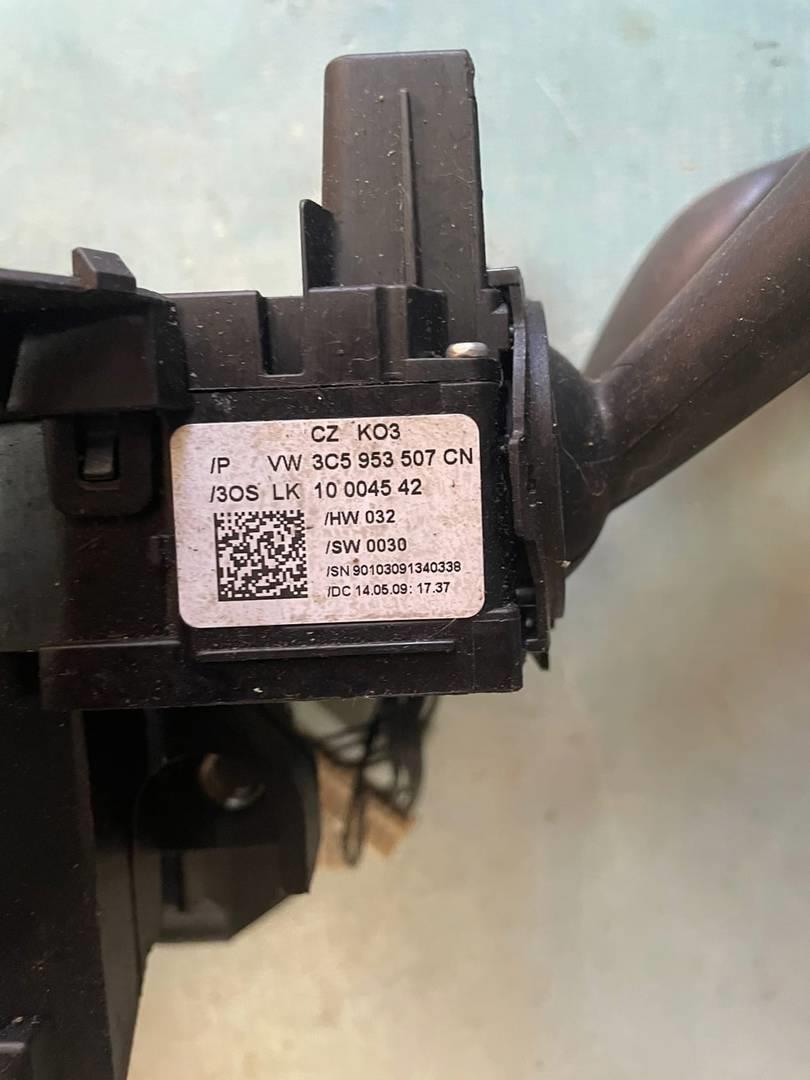 CZ KO3
/P VW 3C5 953 507 CN
/3OS LK 10 0045 42
/HW 032
/SW 0030
/SN 90103091340338
/DC 14.05.09: 17.37